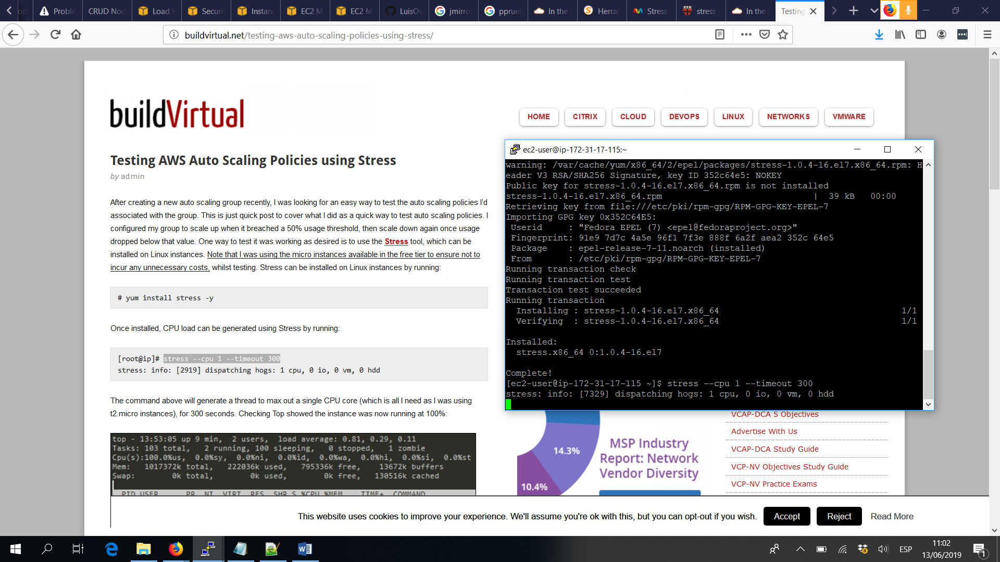 Proble
CRUD Nod
Load
Securi
Instan
EC2 M
EC2 M
LuisOv
jmirro
pprue
In the
Herra
Stress
stress
In the
Testing
buildvirtual.net/testing-aws-auto-scaling-policies-using-stress/
buildVirtual
HOME
CITRIX
CLOUD
DEVOPS
LINUX
NETWORKS
VMWARE
Testing AWS Auto Scaling Policies using Stress
by admin
After creating a new auto scaling group recently, I was looking for an easy way to test the auto scaling policies I'd
associated with the group. This is just quick post to cover what I did as a quick way to test auto scaling policies. I
configured my group to scale up when it breached a 50% usage threshold, then scale down again once usage
dropped below that value. One way to test it was working as desired is to use the Stress tool, which can be
installed on Linux instances. Note that I was using the micro instances available in the free tier to ensure not to
incur any unnecessary costs, whilst testing. Stress can be installed on Linux instances by running:
# yum install stress -y
Once installed, CPU load can be generated using Stress by running:
[root@ip]# stress --cpu 1 --timeout 300
stress: info: [2919] dispatching hogs: 1 cpu, 0 io, 0 vm, 0 hdd
The command above will generate a thread to max out a single CPU core (which is all I need as I was using
t2.micro instances), for 300 seconds. Checking Top showed the instance was now running at 100%:
top - 13:53:05 up 9 min, 2 users, load average: 0.81, 0.29, 0.11
Tasks: 103 total, 2 running, 100 sleeping, 0 stopped, 1 zombie
Cpu(s):100.0%us, 0.0%sy, 0.0%ni, 0.0%id, 0.0%wa, 0.0%hi, 0.0%si, 0.0%st
Mem: 1017372k total, 222036k used, 795336k free, 13672k buffers
Swap: 0k total, 0k used, 0k free, 130516k cached
PID USER PR NI VIRT RES SHR S %CPU %MEM TIME+ COMMAND
ec2-user@ip-172-31-17-115:~
warning: /var/cache/yum/x86_64/2/epel/packages/stress-1.0.4-16.el7.x86_64.rpm: H
eader V3 RSA/SHA256 Signature, key ID 352c64e5: NOKEY
Public key for stress-1.0.4-16.el7.x86_64.rpm is not installed
stress-1.0.4-16.el7.x86_64.rpm | 39 kB 00:00
Retrieving key from file:///etc/pki/rpm-gpg/RPM-GPG-KEY-EPEL-7
Importing GPG key 0x352C64E5:
Userid : "Fedora EPEL (7) <epel@fedoraproject.org>"
Fingerprint: 91e9 7d7c 4a5e 96f1 7f3e 888f 6a2f aea2 352c 64e5
Package : epel-release-7-11.noarch (installed)
From : /etc/pki/rpm-gpg/RPM-GPG-KEY-EPEL-7
Running transaction check
Running transaction test
Transaction test succeeded
Running transaction
Installing : stress-1.0.4-16.el7.x86_64 1/1
Verifying : stress-1.0.4-16.el7.x86_64 1/1
Installed:
stress.x86_64 0:1.0.4-16.el7
Complete!
[ec2-user@ip-172-31-17-115 ~]$ stress --cpu 1 --timeout 300
stress: info: [7329] dispatching hogs: 1 cpu, 0 io, 0 vm, 0 hdd
14.3%
10.4%
MSP Industry
Report: Network
Vendor Diversity
VCAP-DCA 5 Objectives
Advertise With Us
VCAP-DCA Study Guide
VCP-NV Objectives Study Guide
VCP-NV Practice Exams
This website uses cookies to improve your experience. We'll assume you're ok with this, but you can opt-out if you wish.
Accept
Reject
Read More
ESP
11:02
13/06/2019
1